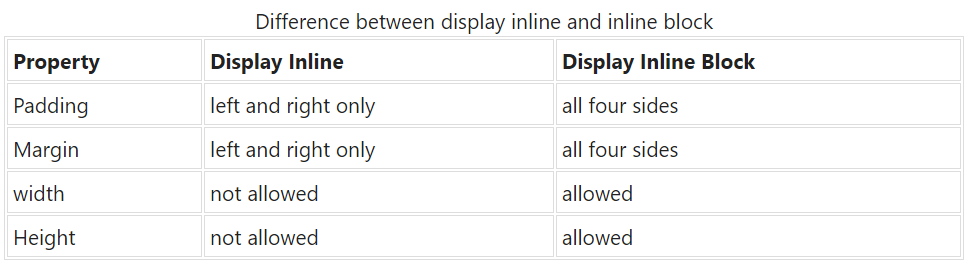 Difference between display inline and inline block
Property Display Inline Display Inline Block
Padding left and right only all four sides
Margin left and right only all four sides
width not allowed allowed
Height not allowed allowed